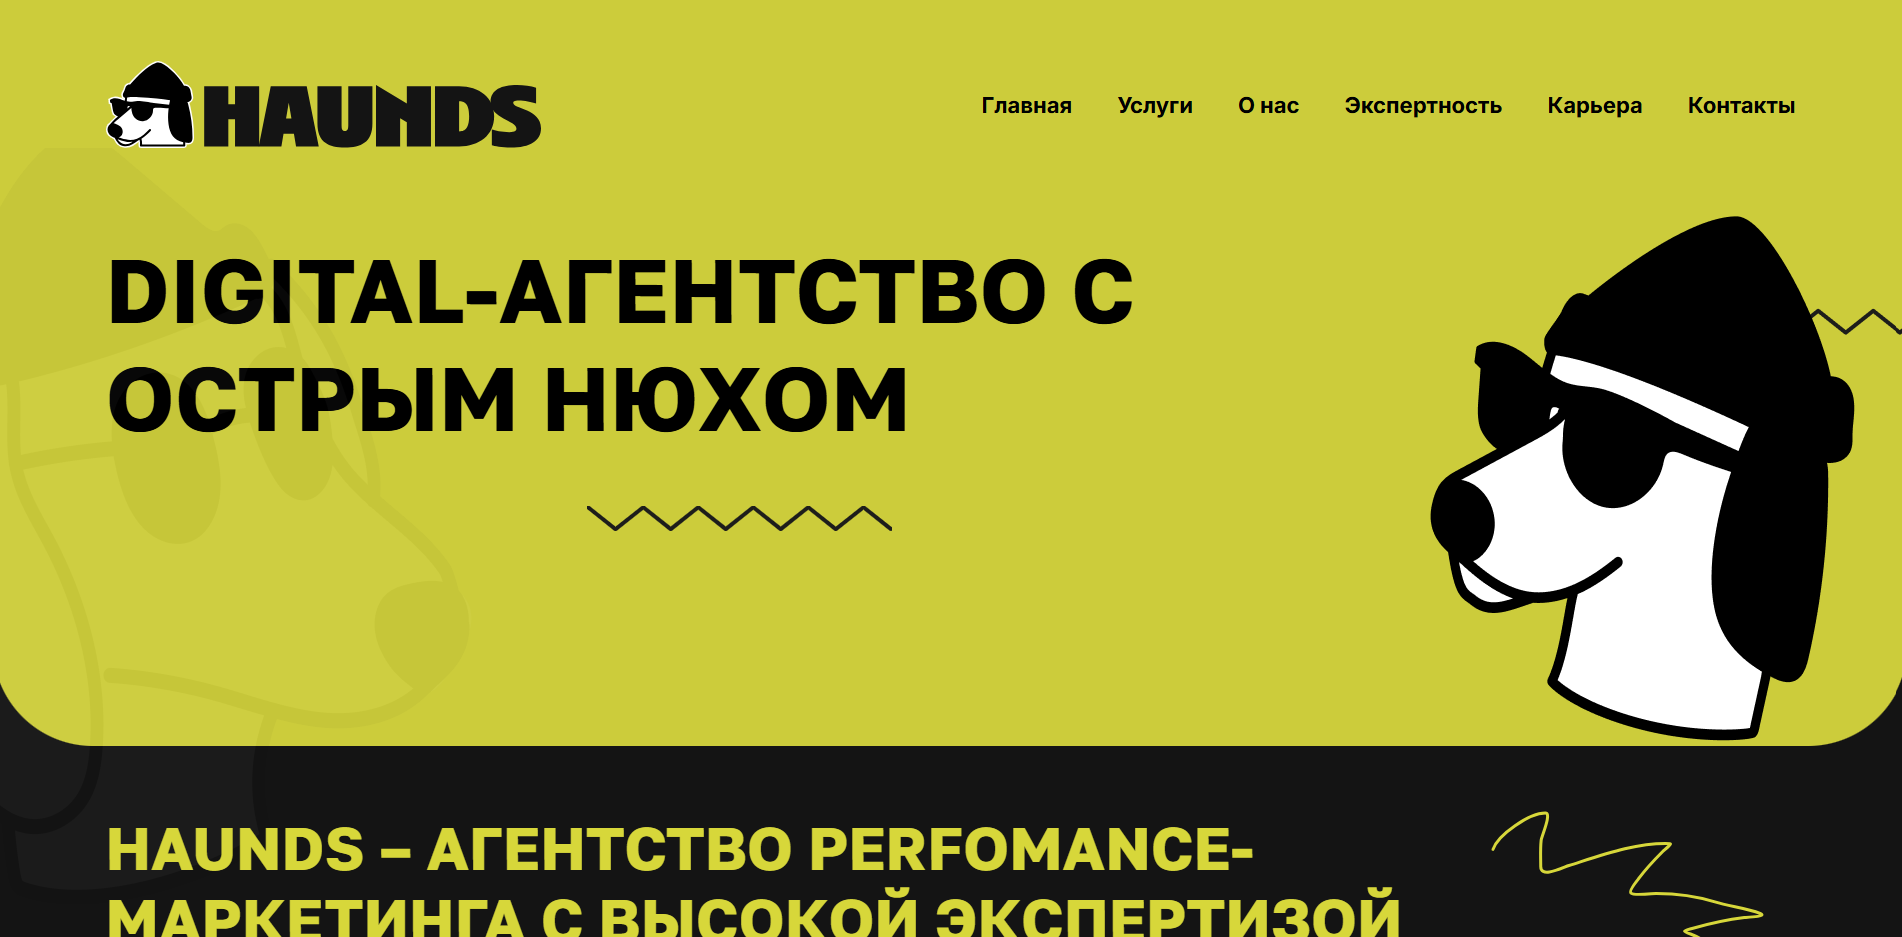 HAUNDS
Главная Услуги О нас Экспертность Карьера Контакты
DIGITAL-АГЕНТСТВО С
ОСТРЫМ НЮХОМ
HAUNDS – АГЕНТСТВО PERFOMANCE-
МАРКЕТИНГА С ВЫСОКОЙ ЭКСПЕРТИЗОЙ